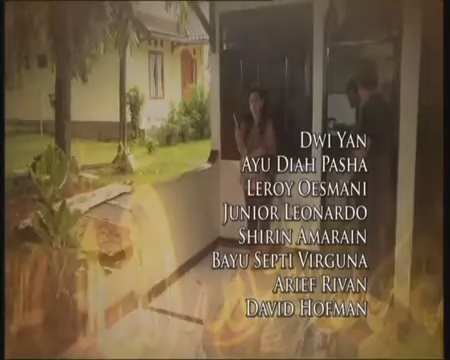 DWI YAN
AYU DIAH PASHA
LEROY OESMANI
JUNIOR LEONARDO
SHIRIN AMARAIN
BAYU SEPTI VIRGUNA
ARIEF RIVAN
DAVID HOFMAN